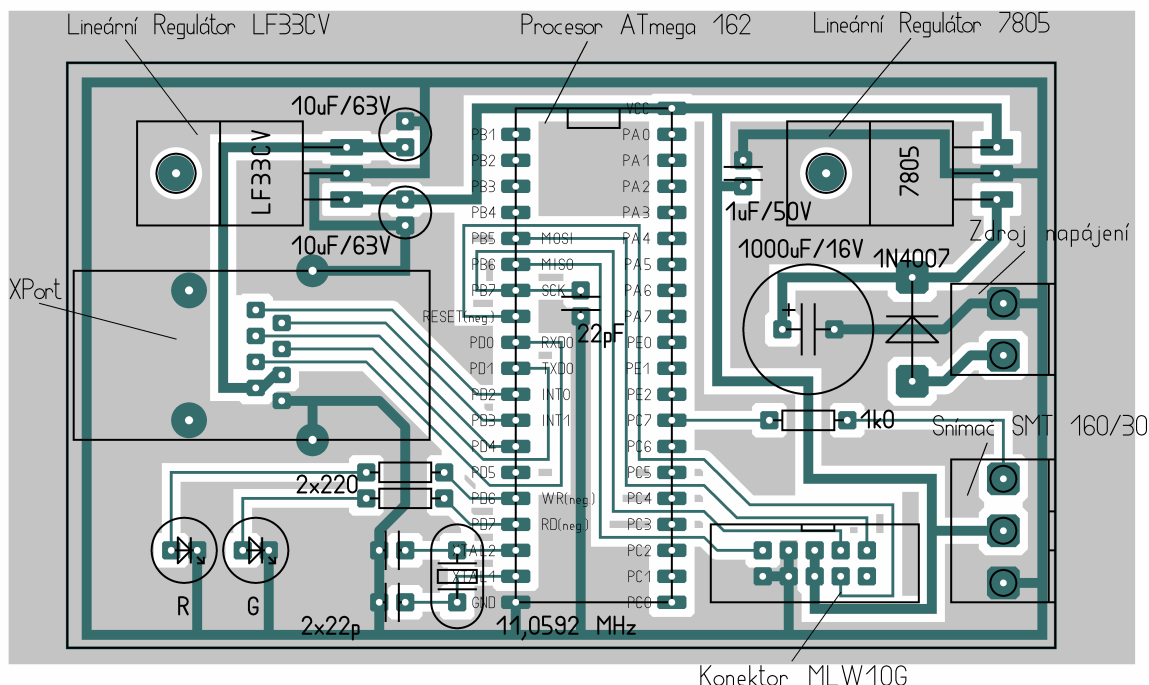 Lineární Regulátor LF33CV
Procesor ATmega 162
Lineární Regulátor 7805
10uF/63V
LF33CV
10uF/63V
XPort
VCC
PB1
PB2
PB3
PB4
PB5 MOSI
PB6 MISO
PB7 SCK
RESET(neg)
PD0 RXD0
PD1 TXD0
PD2 INT0
PD3 INT1
PD4
PD5
PD6 WR(neg)
PD7 RD(neg)
XTAL2
XTAL1
GND
22pF
PA0
PA1
PA2
PA3
PA4
PA5
PA6
PA7
PE0
PE1
PE2
PC7
PC6
PC5
PC4
PC3
PC2
PC1
PC0
7805
1uF/50V
Zdroj napájení
1000uF/16V
1N4007
+
1k0
Snímač SMT 160/30
2x220
R
G
2x22p
11,0592 MHz
Konektor MLW10G